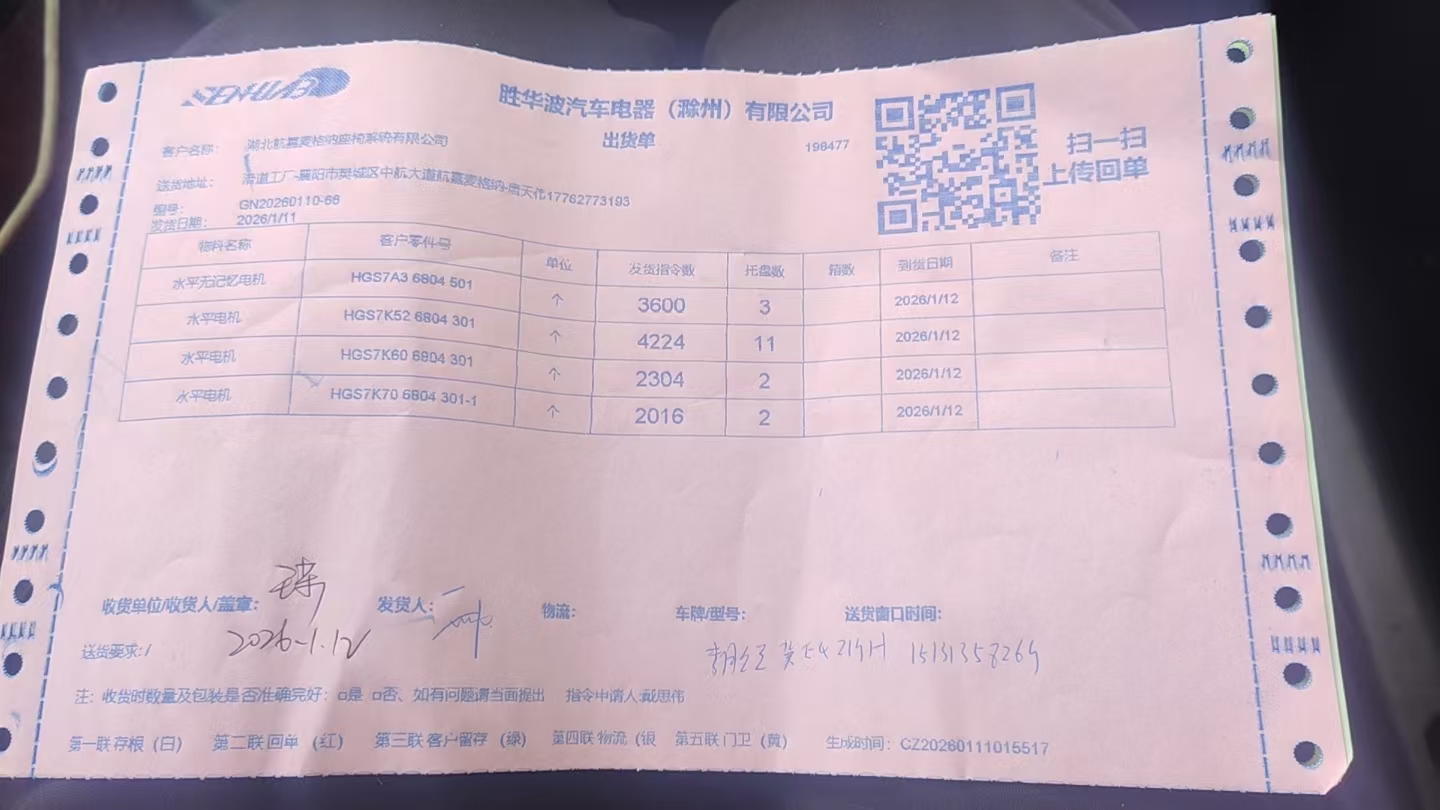 SENHUABO
胜华波汽车电器（滁州）有限公司
出货单
198477
扫一扫
上传回单
客户名称： 湖北航嘉麦格纳座椅系统有限公司
送货地址： 清道工厂-襄阳市樊城区中航大道航嘉麦格纳-唐天伟17762773193
编号： GN20260110-66
发货日期： 2026/1/11
物料名称 客户零件号 单位 发货指令数 托盘数 箱数 到货日期 备注
水平无记忆电机 HGS7A3 6804 501 个 3600 3 2026/1/12
水平电机 HGS7K52 6804 301 个 4224 11 2026/1/12
水平电机 HGS7K60 6804 301 个 2304 2 2026/1/12
水平电机 HGS7K70 6804 301-1 个 2016 2 2026/1/12
收货单位/收货人/盖章： 发货人： 物流： 车牌/型号： 送货窗口时间：
2026-1.12
送货要求:/
15131358269
注：收货时数量及包装是否准确完好：□是 □否、如有问题请当面提出 指令申请人:戴思伟
第一联 存根（白） 第二联 回单 （红） 第三联 客户留存 （绿） 第四联 物流（银 第五联 门卫（黄） 生成时间：CZ20260111015517